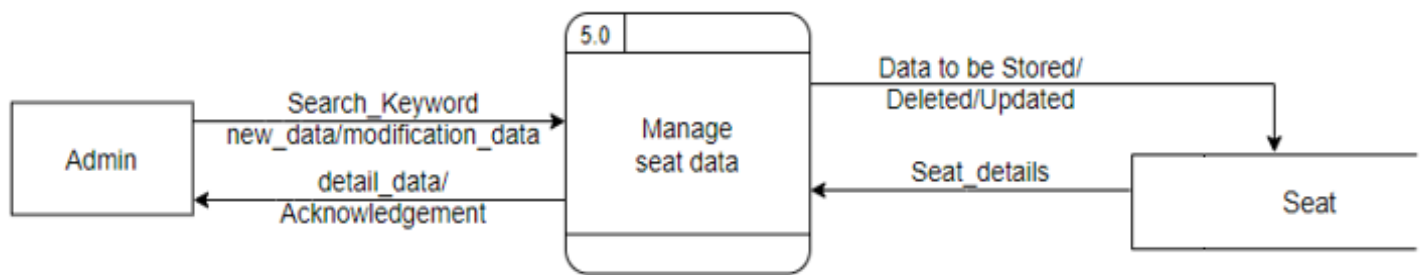 5.0
Manage
seat data
Admin
Search_Keyword
new_data/modification_data
detail_data/
Acknowledgement
Data to be Stored/
Deleted/Updated
Seat_details
Seat